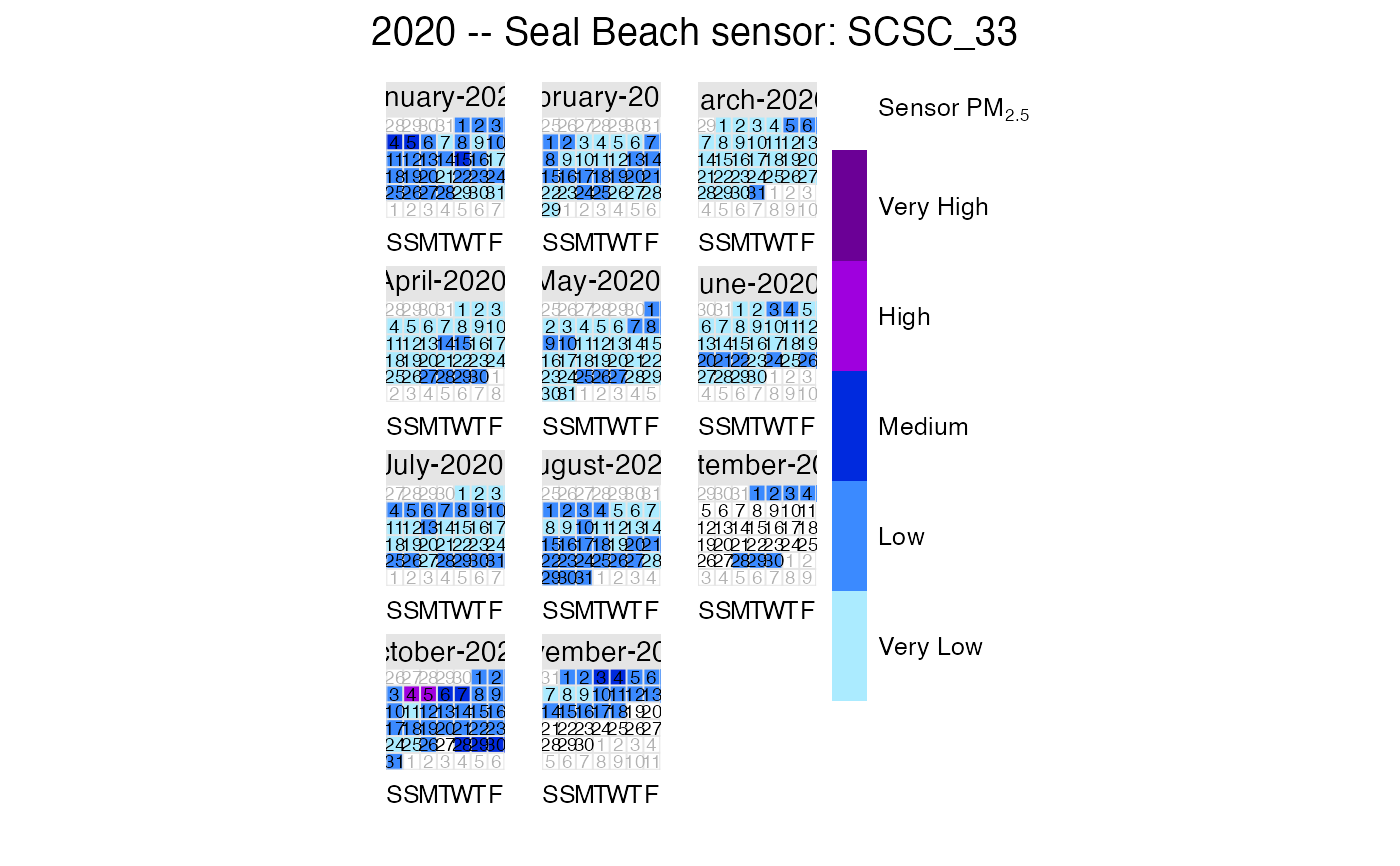 2020 -- Seal Beach sensor: SCSC_33
nuary-202
28 29 30 31 1 2 3
4 5 6 7 8 9 10
11 12 13 14 15 16 17
18 19 20 21 22 23 24
25 26 27 28 29 30 31
1 2 3 4 5 6 7
S S M T W T F
bruary-20
25 26 27 28 29 30 31
1 2 3 4 5 6 7
8 9 10 11 12 13 14
15 16 17 18 19 20 21
22 23 24 25 26 27 28
29 1 2 3 4 5 6
S S M T W T F
arch-2020
29 1 2 3 4 5 6
7 8 9 10 11 12 13
14 15 16 17 18 19 20
21 22 23 24 25 26 27
28 29 30 31 1 2 3
4 5 6 7 8 9 10
S S M T W T F
April-2020
28 29 30 31 1 2 3
4 5 6 7 8 9 10
11 12 13 14 15 16 17
18 19 20 21 22 23 24
25 26 27 28 29 30 1
2 3 4 5 6 7 8
S S M T W T F
May-2020
25 26 27 28 29 30 1
2 3 4 5 6 7 8
9 10 11 12 13 14 15
16 17 18 19 20 21 22
23 24 25 26 27 28 29
30 31 1 2 3 4 5
S S M T W T F
une-2020
30 31 1 2 3 4 5
6 7 8 9 10 11 12
13 14 15 16 17 18 19
20 21 22 23 24 25 26
27 28 29 30 1 2 3
4 5 6 7 8 9 10
S S M T W T F
July-2020
27 28 29 30 1 2 3
4 5 6 7 8 9 10
11 12 13 14 15 16 17
18 19 20 21 22 23 24
25 26 27 28 29 30 31
1 2 3 4 5 6 7
S S M T W T F
ugust-202
25 26 27 28 29 30 31
1 2 3 4 5 6 7
8 9 10 11 12 13 14
15 16 17 18 19 20 21
22 23 24 25 26 27 28
29 30 31 1 2 3 4
S S M T W T F
tember-20
29 30 31 1 2 3 4
5 6 7 8 9 10 11
12 13 14 15 16 17 18
19 20 21 22 23 24 25
26 27 28 29 30 1 2
3 4 5 6 7 8 9
S S M T W T F
ctober-202
26 27 28 29 30 1 2
3 4 5 6 7 8 9
10 11 12 13 14 15 16
17 18 19 20 21 22 23
24 25 26 27 28 29 30
31 1 2 3 4 5 6
S S M T W T F
vember-20
31 1 2 3 4 5 6
7 8 9 10 11 12 13
14 15 16 17 18 19 20
21 22 23 24 25 26 27
28 29 30 1 2 3 4
5 6 7 8 9 10 11
S S M T W T F
Sensor PM2.5
Very High
High
Medium
Low
Very Low